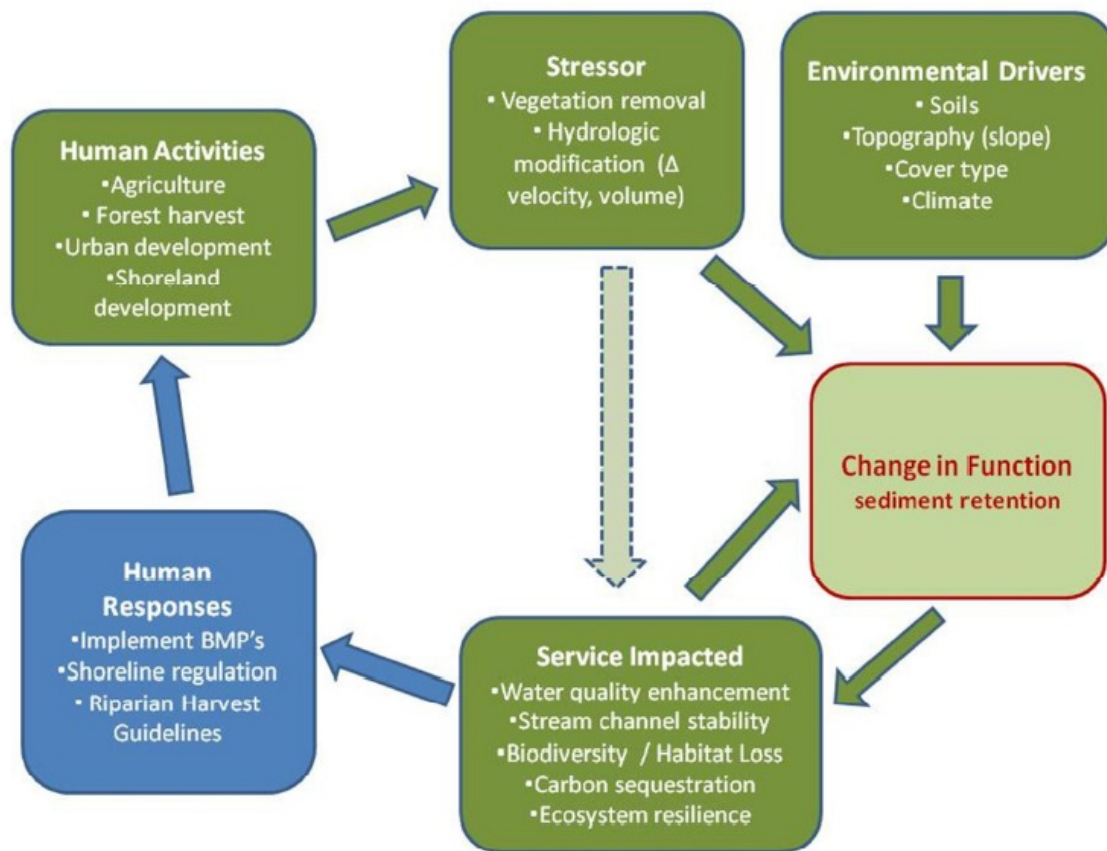 Stressor
• Vegetation removal
• Hydrologic
modification (Δ
velocity, volume)
Environmental Drivers
• Soils
•Topography (slope)
•Cover type
•Climate
Human Activities
•Agriculture
• Forest harvest
•Urban development
•Shoreland
development
Change in Function
sediment retention
Human
Responses
•Implement BMP's
•Shoreline regulation
• Riparian Harvest
Guidelines
Service Impacted
•Water quality enhancement
•Stream channel stability
•Biodiversity / Habitat Loss
•Carbon sequestration
•Ecosystem resilience